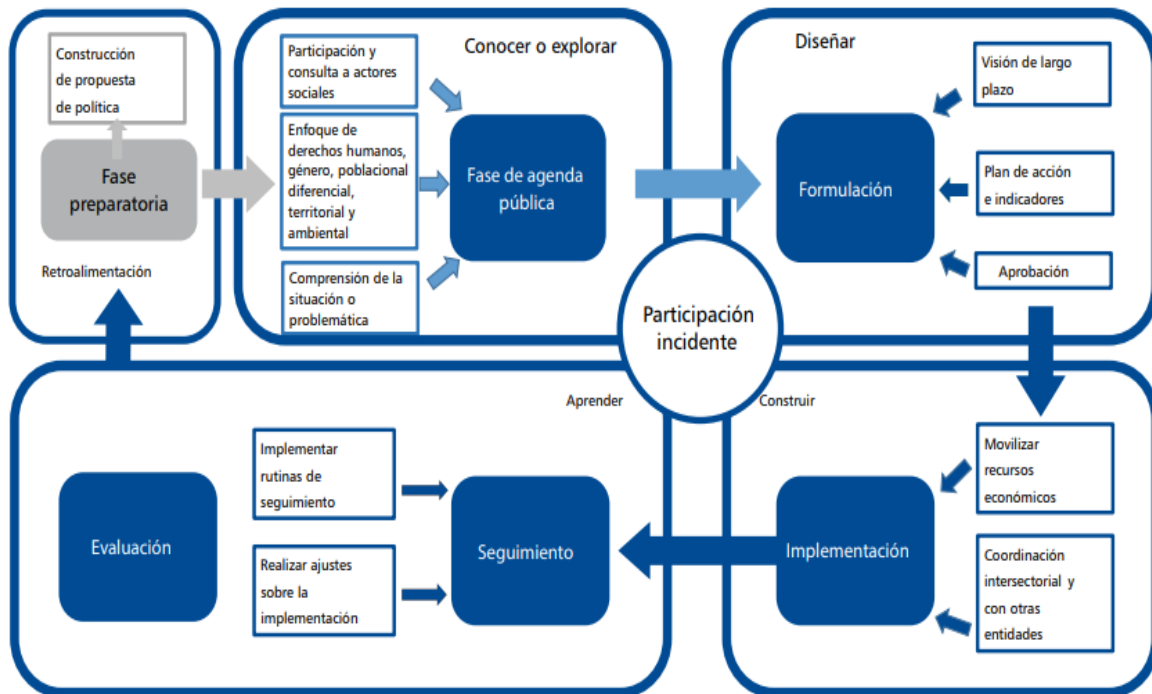 Construcción
de propuesta
de política
Fase
preparatoria
Retroalimentación
Conocer o explorar
Participación y
consulta a actores
sociales
Enfoque de
derechos humanos,
género, poblacional
diferencial,
territorial y
ambiental
Comprensión de la
situación o
problemática
Fase de agenda
pública
Diseñar
Formulación
Visión de largo
plazo
Plan de acción
e indicadores
Aprobación
Participación
incidente
Construir
Movilizar
recursos
económicos
Coordinación
intersectorial y
con otras
entidades
Implementación
Aprender
Implementar
rutinas de
seguimiento
Realizar ajustes
sobre la
implementación
Seguimiento
Evaluación